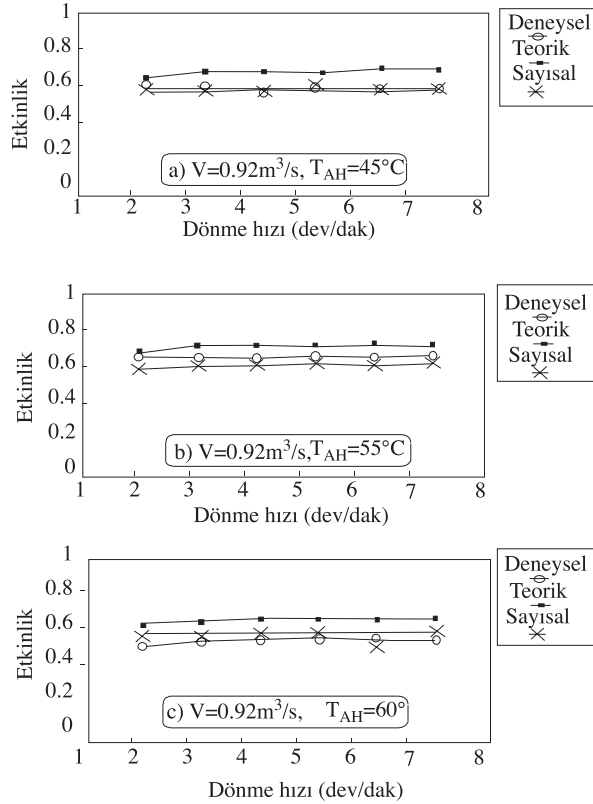 1
0.8
0.6
0.4
0.2
0
Etkinlik
a) V=0.92m³/s, T_AH=45°C
1 2 3 4 5 6 7 8
Dönme hızı (dev/dak)
Deneysel
Teorik
Sayısal
1
0.8
0.6
0.4
0.2
0
Etkinlik
b) V=0.92m³/s,T_AH=55°C
1 2 3 4 5 6 7 8
Dönme hızı (dev/dak)
Deneysel
Teorik
Sayısal
1
0.8
0.6
0.4
0.2
0
Etkinlik
c) V=0.92m³/s, T_AH=60°
1 2 3 4 5 6 7 8
Dönme hızı (dev/dak)
Deneysel
Teorik
Sayısal